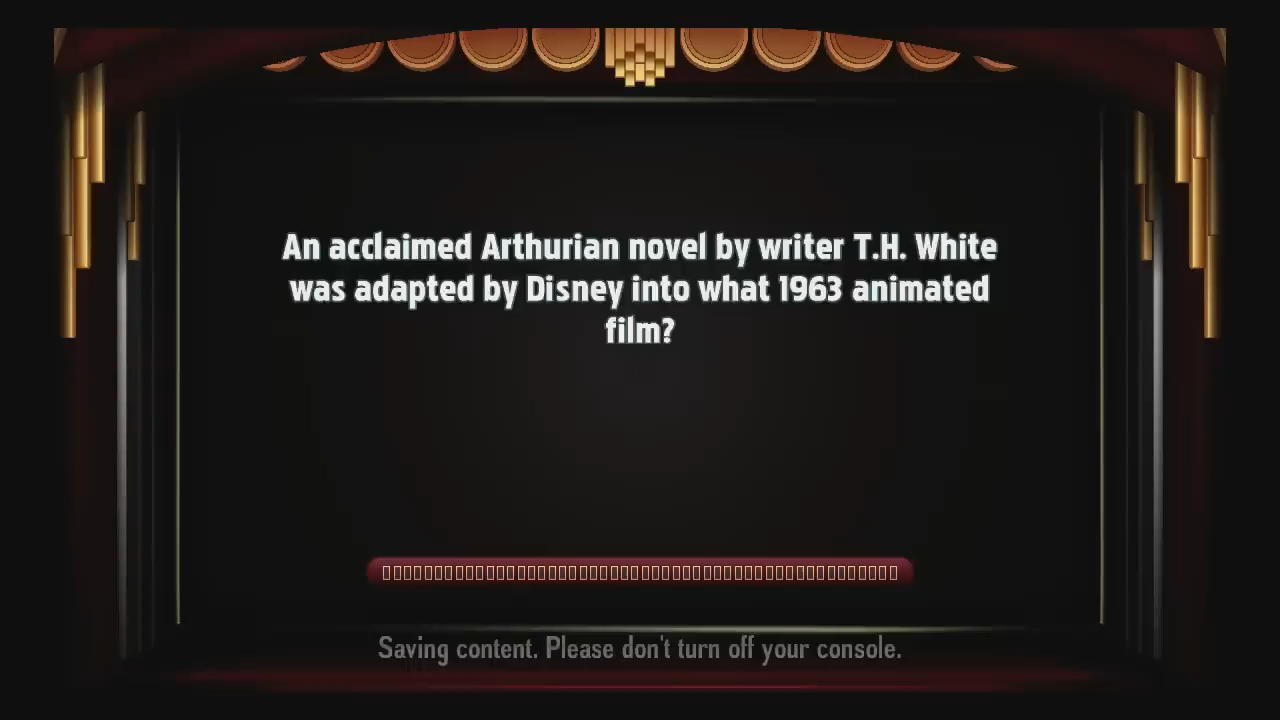 An acclaimed Arthurian novel by writer T.H. White
was adapted by Disney into what 1963 animated
film?
Saving content. Please don't turn off your console.